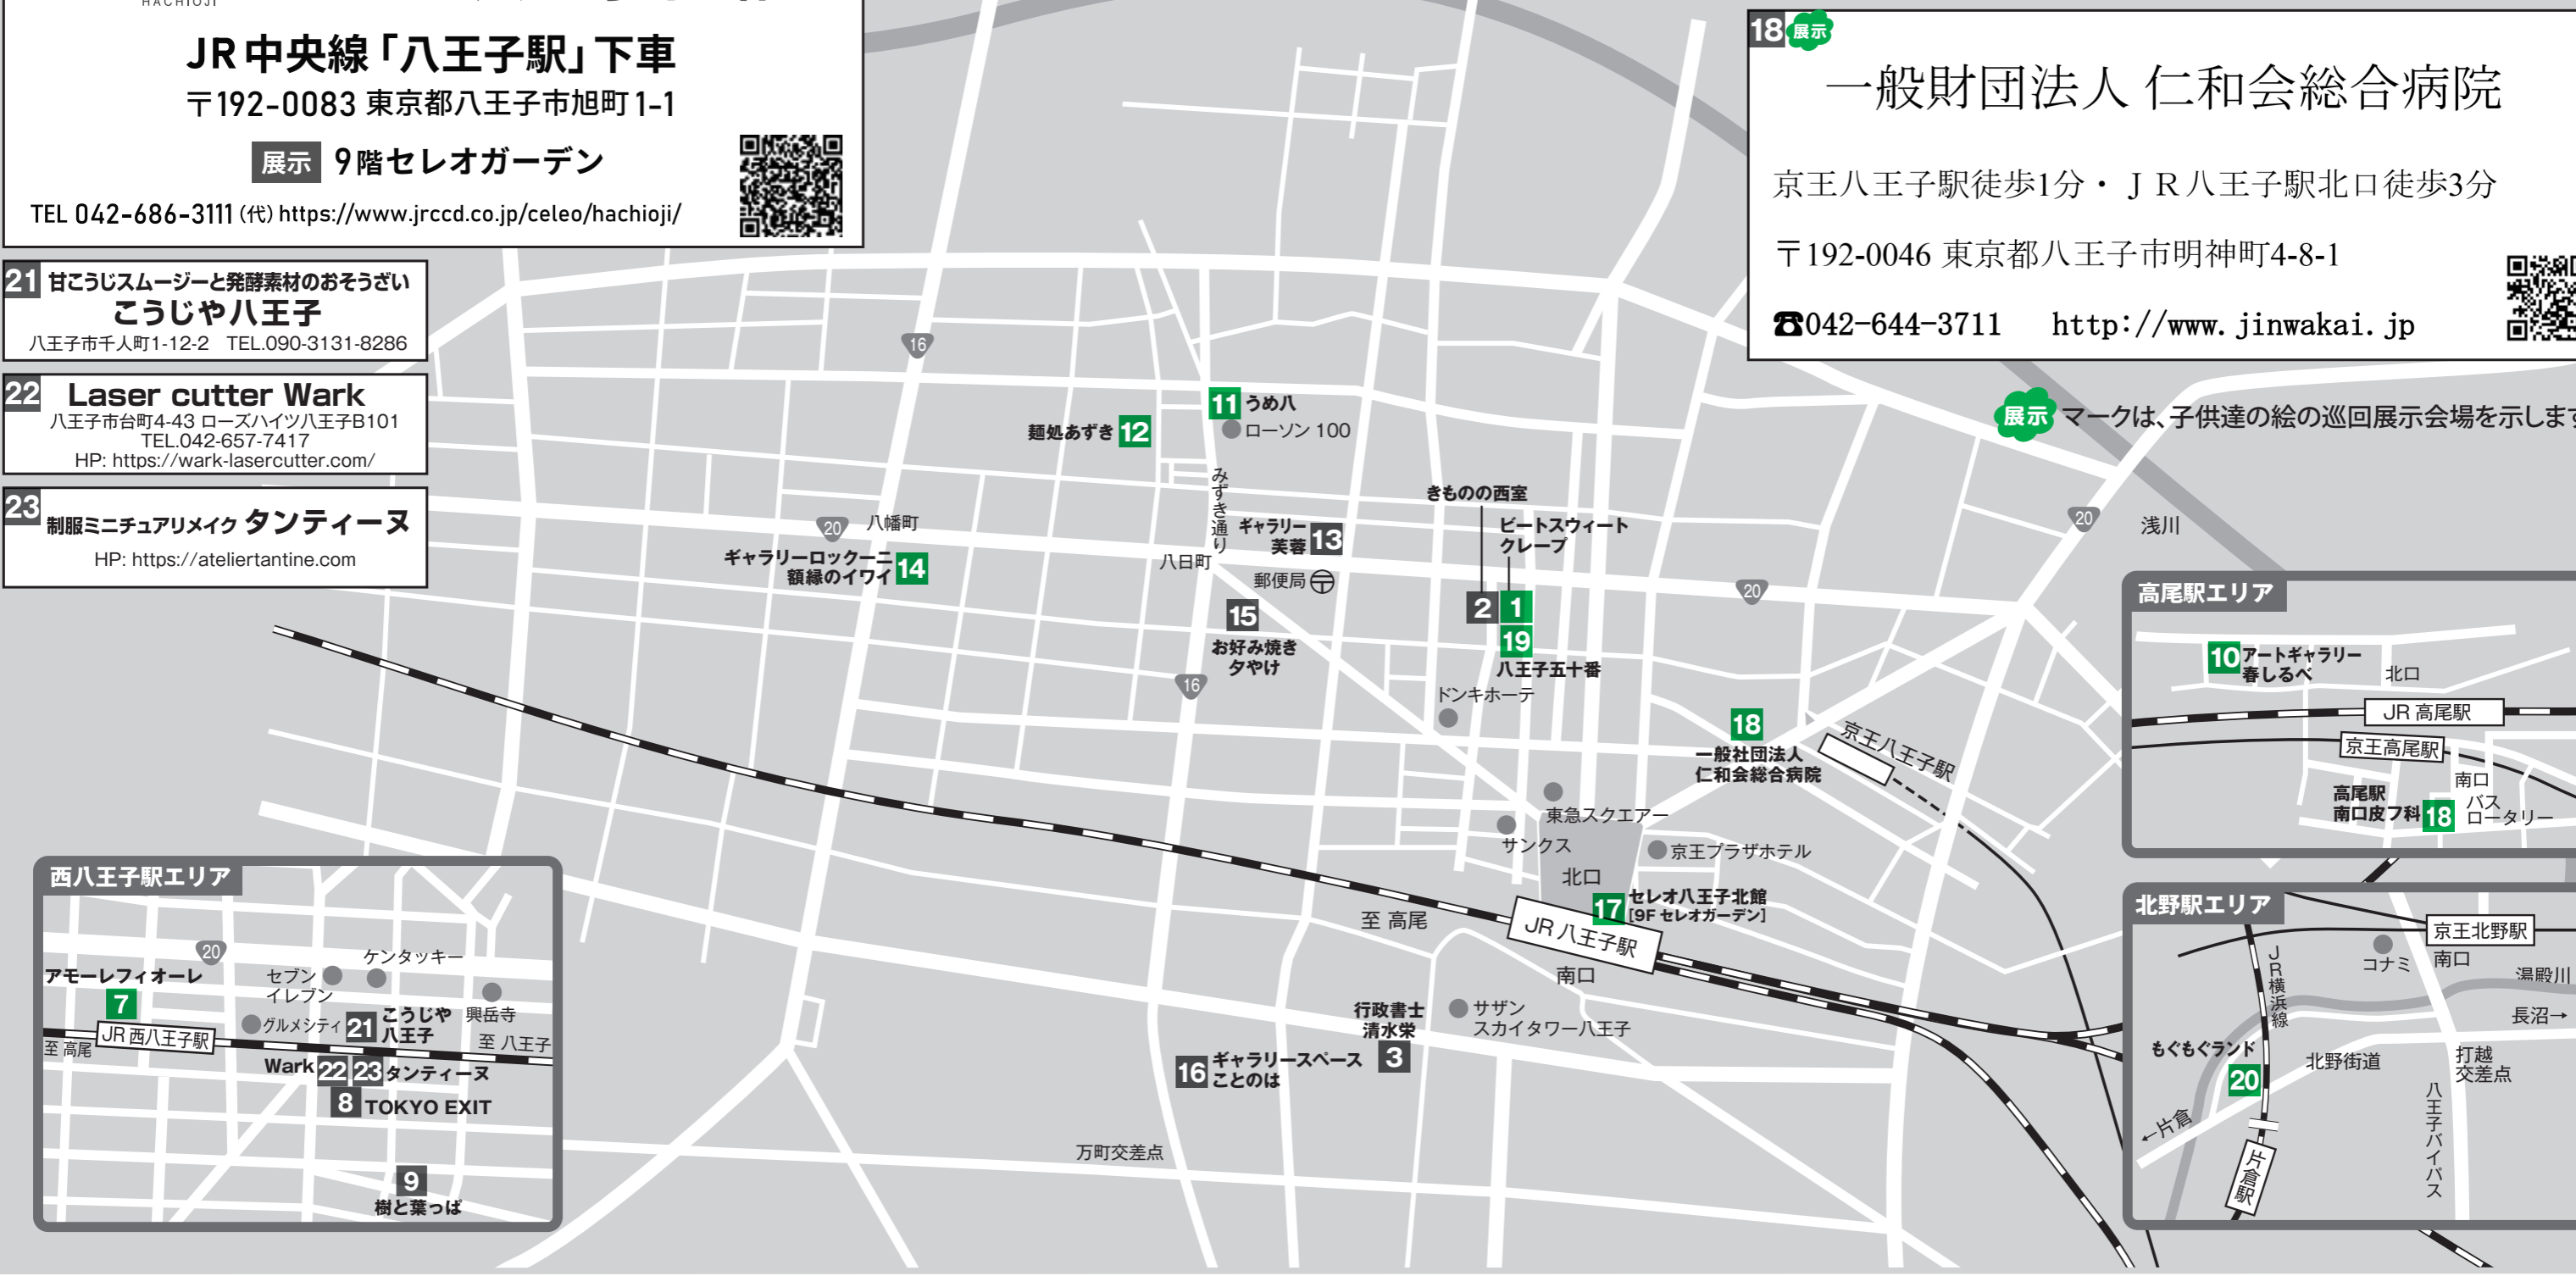 HACHIOJI
JR中央線「八王子駅」下車
〒192-0083 東京都八王子市旭町1-1
展示 9階セレオガーデン
TEL 042-686-3111(代) https://www.jrccd.co.jp/celeo/hachioji/
18 展示
一般財団法人 仁和会総合病院
京王八王子駅徒歩1分・ＪＲ八王子駅北口徒歩3分
〒192-0046 東京都八王子市明神町4-8-1
☎042-644-3711 http://www.jinwakai.jp
展示 マークは、子供達の絵の巡回展示会場を示します
21 甘こうじスムージーと発酵素材のおそうざい
こうじや八王子
八王子市千人町1-12-2 TEL.090-3131-8286
22 Laser cutter Wark
八王子市台町4-43 ローズハイツ八王子B101
TEL.042-657-7417
HP: https://wark-lasercutter.com/
23 制服ミニチュアリメイク タンティーヌ
HP: https://ateliertantine.com
16
11 うめ八
ローソン 100
麺処あずき 12
みずき通り
きものの西室
ビートスウィート
クレープ
20 八幡町
ギャラリーロックーニ
額縁のイワイ 14
八日町
ギャラリー
芙蓉 13
郵便局
15
お好み焼き
夕やけ
2 1
19
八王子五十番
ドンキホーテ
16
20
20
浅川
18
一般社団法人
仁和会総合病院
京王八王子駅
東急スクエアー
サンクス
京王プラザホテル
北口
17 セレオ八王子北館
[9F セレオガーデン]
至 高尾
JR 八王子駅
南口
行政書士
清水栄
3
サザン
スカイタワー八王子
16 ギャラリースペース
ことのは
万町交差点
西八王子駅エリア
20
アモーレフィオーレ
7
セブン
イレブン
ケンタッキー
グルメシティ
21 こうじや
八王子
興岳寺
JR 西八王子駅
至 高尾
至 八王子
Wark 22 23 タンティーヌ
8 TOKYO EXIT
9
樹と葉っぱ
高尾駅エリア
10 アートギャラリー
春しるべ
北口
JR 高尾駅
京王高尾駅
南口
高尾駅
南口皮フ科 18
バス
ロータリー
北野駅エリア
京王北野駅
コナミ
南口
JR横浜線
湯殿川
長沼→
もぐもぐランド
20
北野街道
打越
交差点
←片倉
八王子バイパス
片倉駅